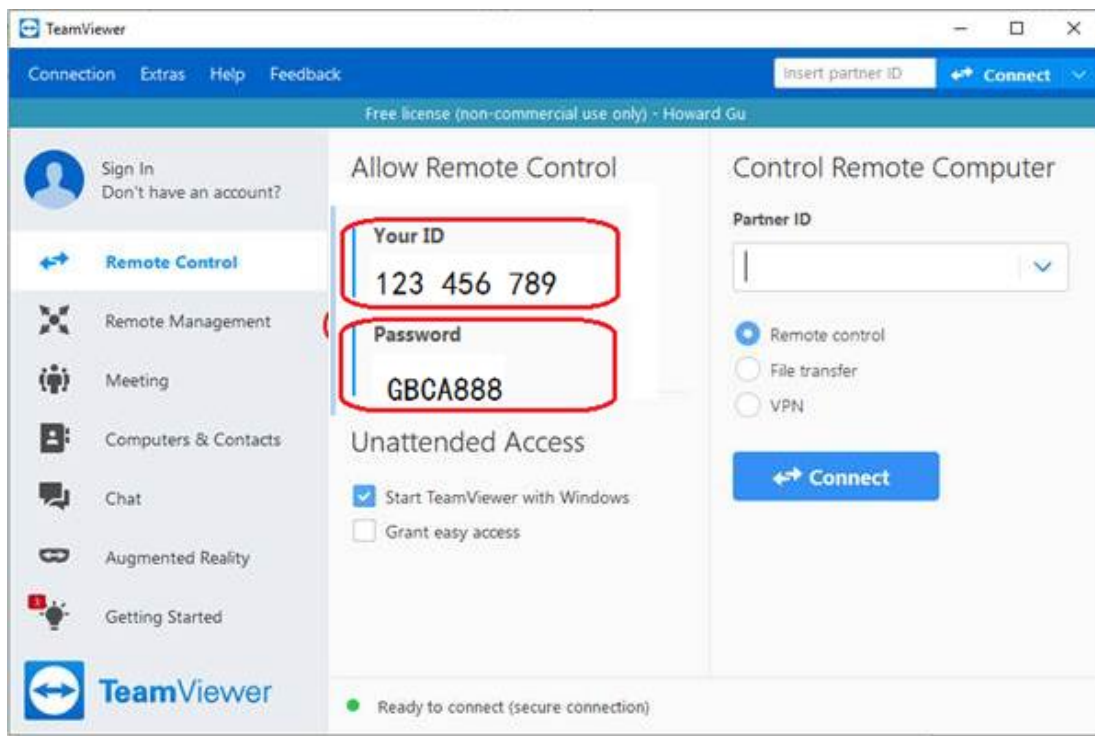 TeamViewer
Connection Extras Help Feedback
Insert partner ID
Connect
Free license (non-commercial use only) - Howard Gu
Sign In
Don't have an account?
Remote Control
Remote Management
Meeting
Computers & Contacts
Chat
Augmented Reality
1
Getting Started
TeamViewer
Allow Remote Control
Your ID
123 456 789
Password
GBCA888
Unattended Access
Start TeamViewer with Windows
Grant easy access
Control Remote Computer
Partner ID
Remote control
File transfer
VPN
Connect
Ready to connect (secure connection)